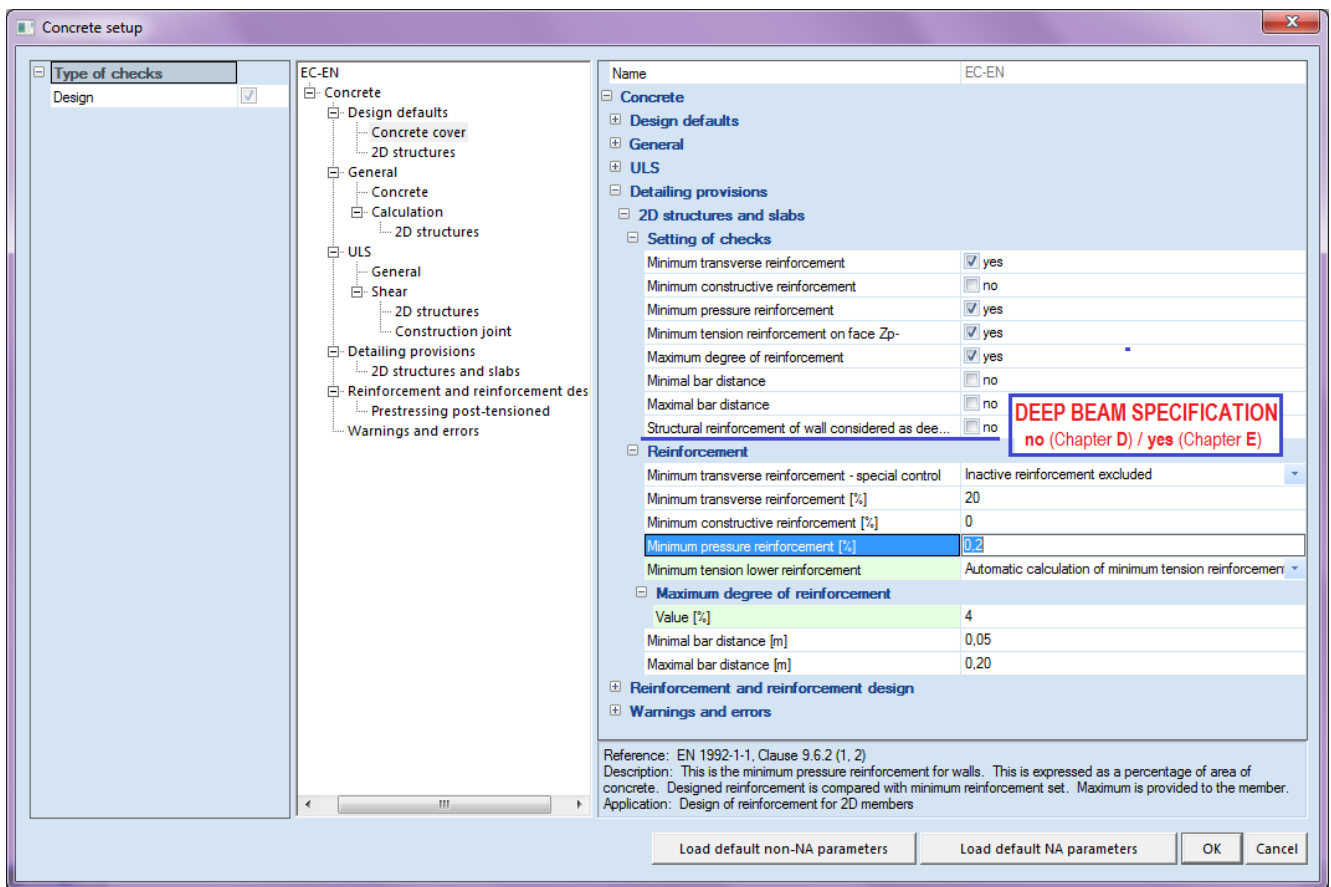 Concrete setup
Type of checks
Design
EC-EN
Concrete
Design defaults
Concrete cover
2D structures
General
Concrete
Calculation
2D structures
ULS
General
Shear
2D structures
Construction joint
Detailing provisions
2D structures and slabs
Reinforcement and reinforcement des
Prestressing post-tensioned
Warnings and errors
Name EC-EN
Concrete
Design defaults
General
ULS
Detailing provisions
2D structures and slabs
Setting of checks
Minimum transverse reinforcement yes
Minimum constructive reinforcement no
Minimum pressure reinforcement yes
Minimum tension reinforcement on face Zp- yes
Maximum degree of reinforcement yes
Minimal bar distance no
Maximal bar distance no
Structural reinforcement of wall considered as dee... no
DEEP BEAM SPECIFICATION
no (Chapter D) / yes (Chapter E)
Reinforcement
Minimum transverse reinforcement - special control Inactive reinforcement excluded
Minimum transverse reinforcement [%] 20
Minimum constructive reinforcement [%] 0
Minimum pressure reinforcement [%] 0,2
Minimum tension lower reinforcement Automatic calculation of minimum tension reinforcemen
Maximum degree of reinforcement
Value [%] 4
Minimal bar distance [m] 0,05
Maximal bar distance [m] 0,20
Reinforcement and reinforcement design
Warnings and errors
Reference: EN 1992-1-1, Clause 9.6.2 (1, 2)
Description: This is the minimum pressure reinforcement for walls. This is expressed as a percentage of area of
concrete. Designed reinforcement is compared with minimum reinforcement set. Maximum is provided to the member.
Application: Design of reinforcement for 2D members
Load default non-NA parameters Load default NA parameters OK Cancel